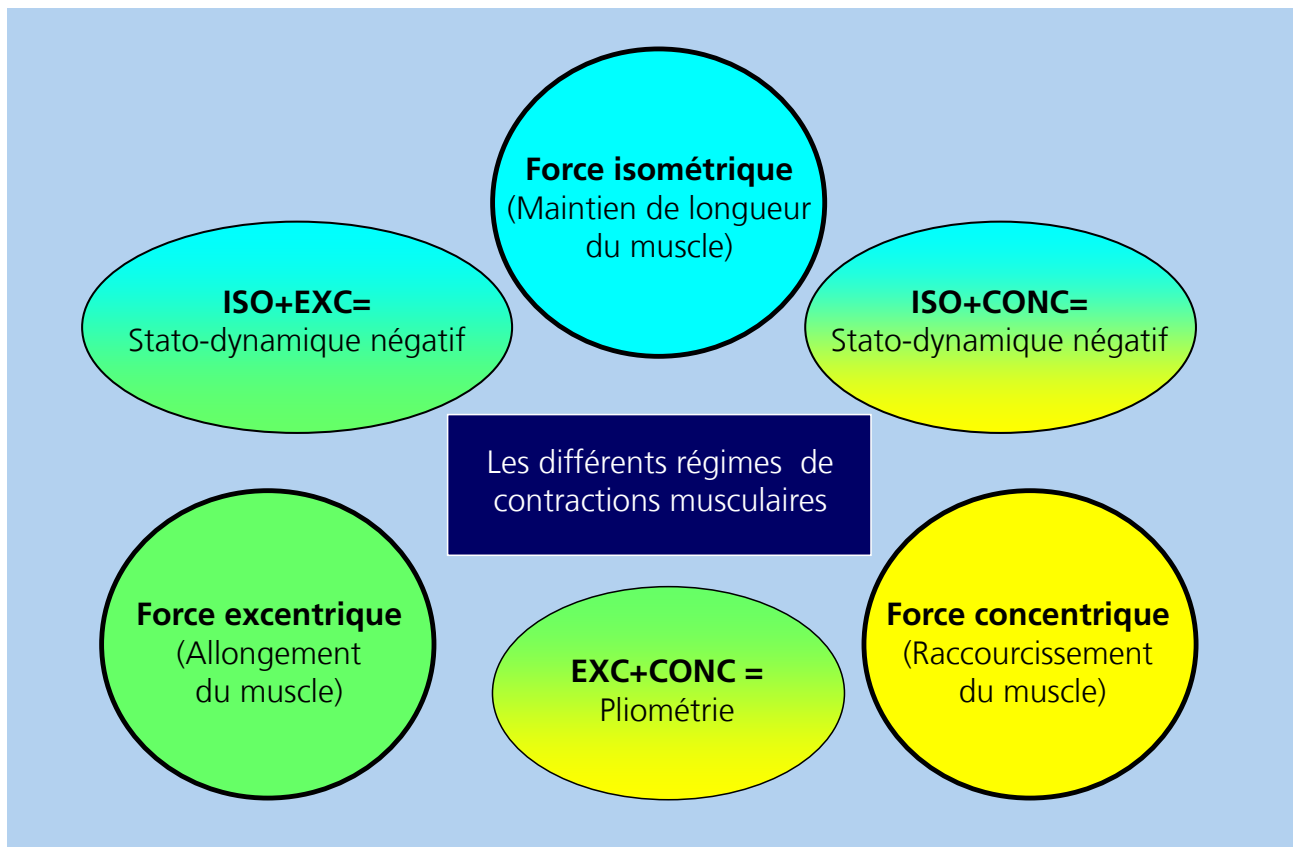 Force isométrique
(Maintien de longueur
du muscle)
ISO+EXC=
Stato-dynamique négatif
ISO+CONC=
Stato-dynamique négatif
Les différents régimes de
contractions musculaires
Force excentrique
(Allongement
du muscle)
EXC+CONC =
Pliométrie
Force concentrique
(Raccourcissement
du muscle)